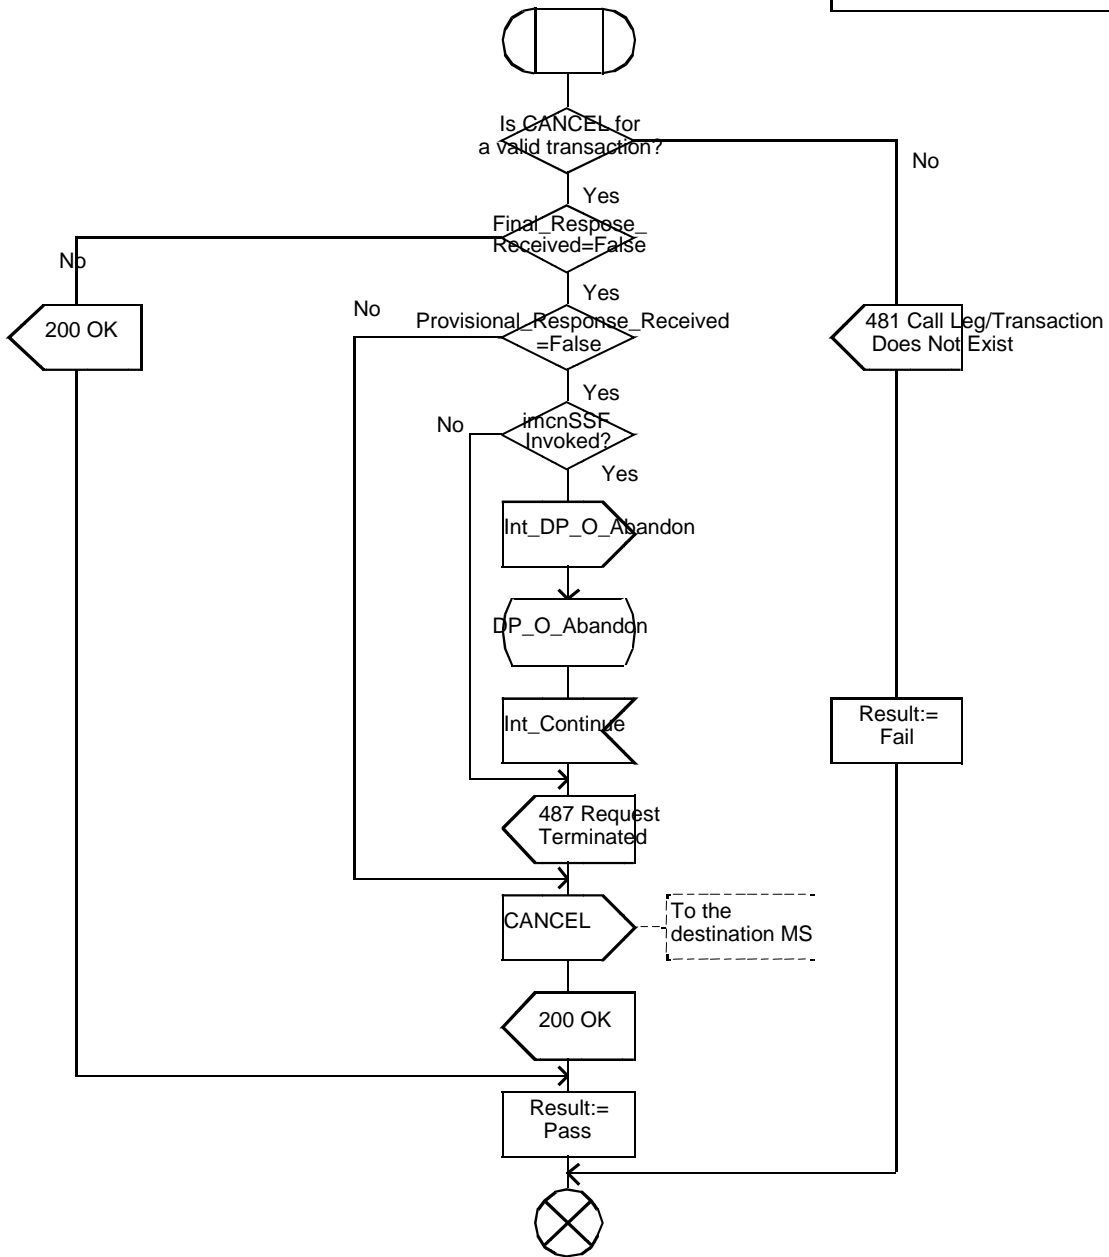 Is CANCEL for
a valid transaction?
No
Yes
Final_Respose_
Received=False
No
Yes
200 OK
No
Provisional_Response_Received
=False
481 Call Leg/Transaction
Does Not Exist
Yes
No
imcnSSF
Invoked?
Yes
Int_DP_O_Abandon
DP_O_Abandon
Int_Continue
Result:=
Fail
487 Request
Terminated
CANCEL
To the
destination MS
200 OK
Result:=
Pass